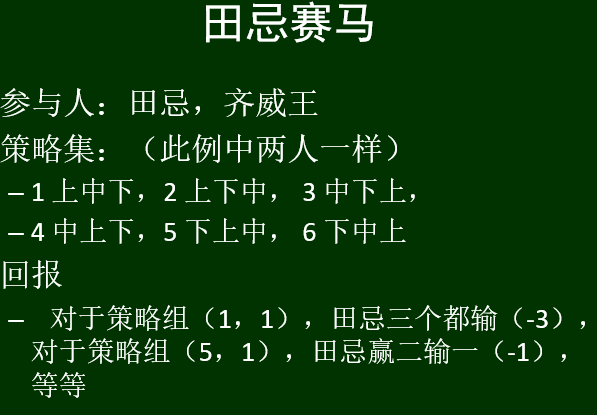 田忌赛马
参与人：田忌，齐威王
策略集：（此例中两人一样）
– 1 上中下，2 上下中， 3 中下上，
– 4 中上下，5 下上中， 6 下中上
回报
– 对于策略组（1，1），田忌三个都输（-3），
对于策略组（5，1），田忌赢二输一（-1），
等等